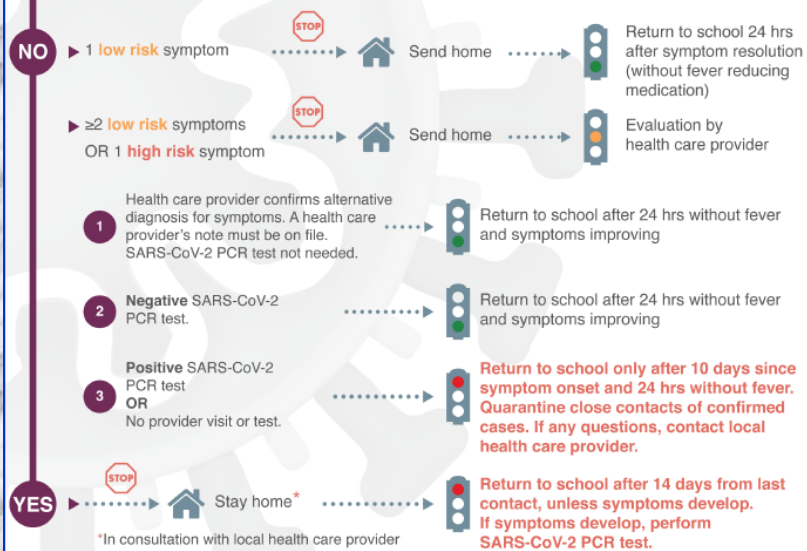 STOP
NO
1 low risk symptom
Send home
Return to school 24 hrs
after symptom resolution
(without fever reducing
medication)
STOP
≥2 low risk symptoms
OR 1 high risk symptom
Send home
Evaluation by
health care provider
1
Health care provider confirms alternative
diagnosis for symptoms. A health care
provider's note must be on file.
SARS-CoV-2 PCR test not needed.
Return to school after 24 hrs without fever
and symptoms improving
2
Negative SARS-CoV-2
PCR test.
Return to school after 24 hrs without fever
and symptoms improving
3
Positive SARS-CoV-2
PCR test
OR
No provider visit or test.
Return to school only after 10 days since
symptom onset and 24 hrs without fever.
Quarantine close contacts of confirmed
cases. If any questions, contact local
health care provider.
YES
STOP
Stay home*
Return to school after 14 days from last
contact, unless symptoms develop.
If symptoms develop, perform
SARS-CoV-2 PCR test.
*In consultation with local health care provider